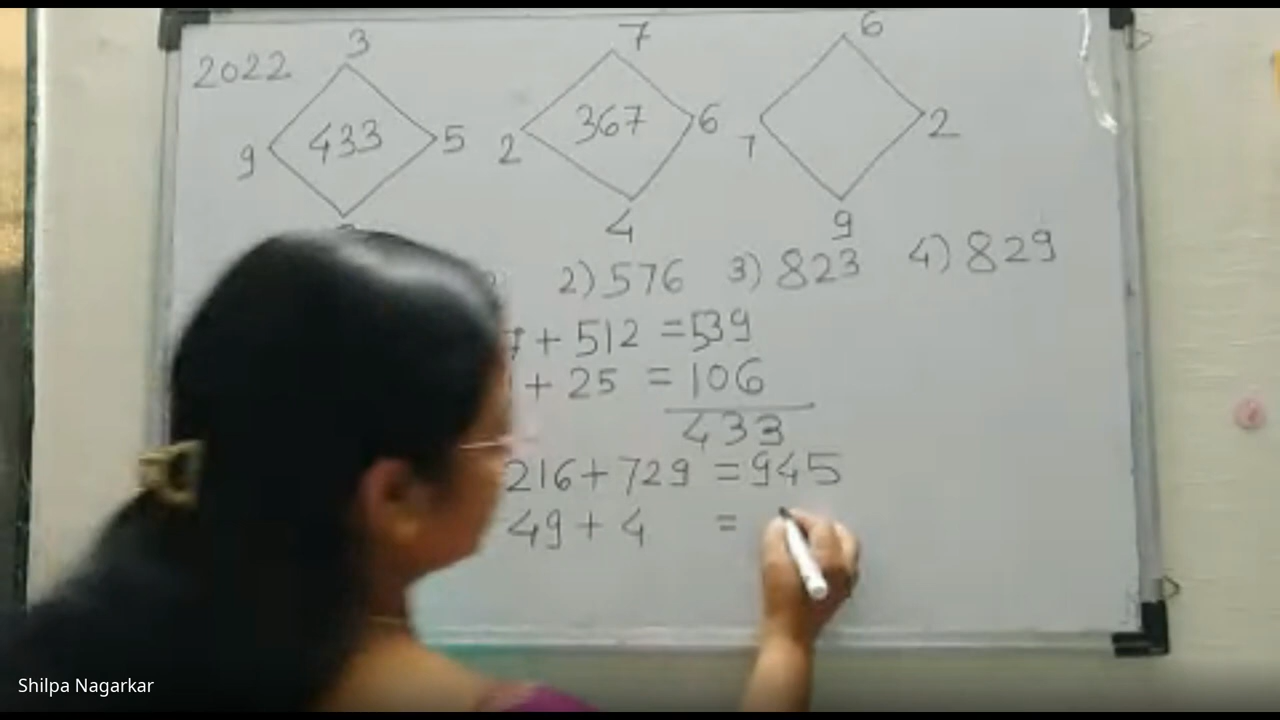 3 7 6
2022
433 367
9 5 2 6 7 2
4 9
2) 576 3) 823 4) 829
7 + 512 = 539
+ 25 = 106
433
216 + 729 = 945
49 + 4 =
Shilpa Nagarkar